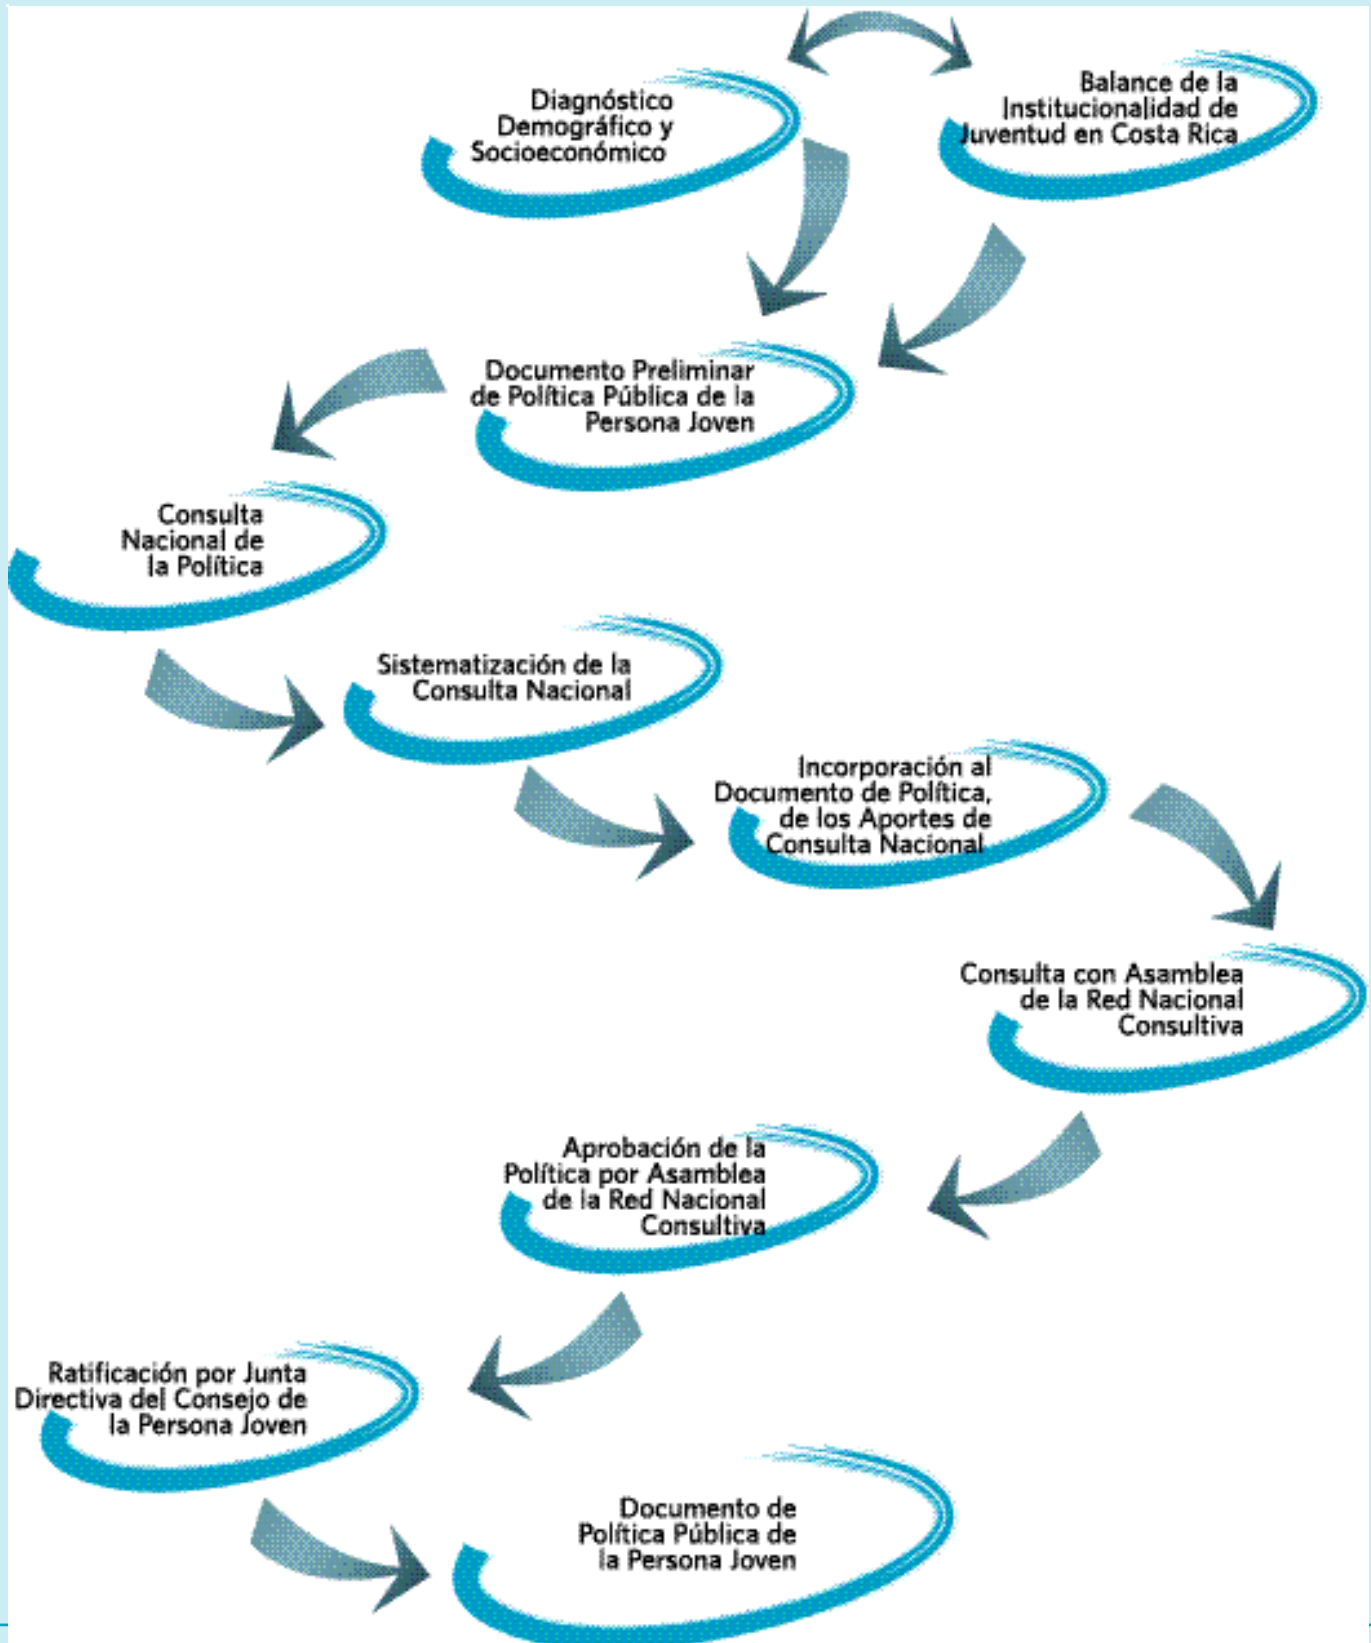 Diagnóstico
Demográfico y
Socioeconómico
Balance de la
Institucionalidad de
Juventud en Costa Rica
Documento Preliminar
de Política Pública de la
Persona Joven
Consulta
Nacional de
la Política
Sistematización de la
Consulta Nacional
Incorporación al
Documento de Política,
de los Aportes de
Consulta Nacional
Consulta con Asamblea
de la Red Nacional
Consultiva
Aprobación de la
Política por Asamblea
de la Red Nacional
Consultiva
Ratificación por Junta
Directiva del Consejo de
la Persona Joven
Documento de
Política Pública de
la Persona Joven